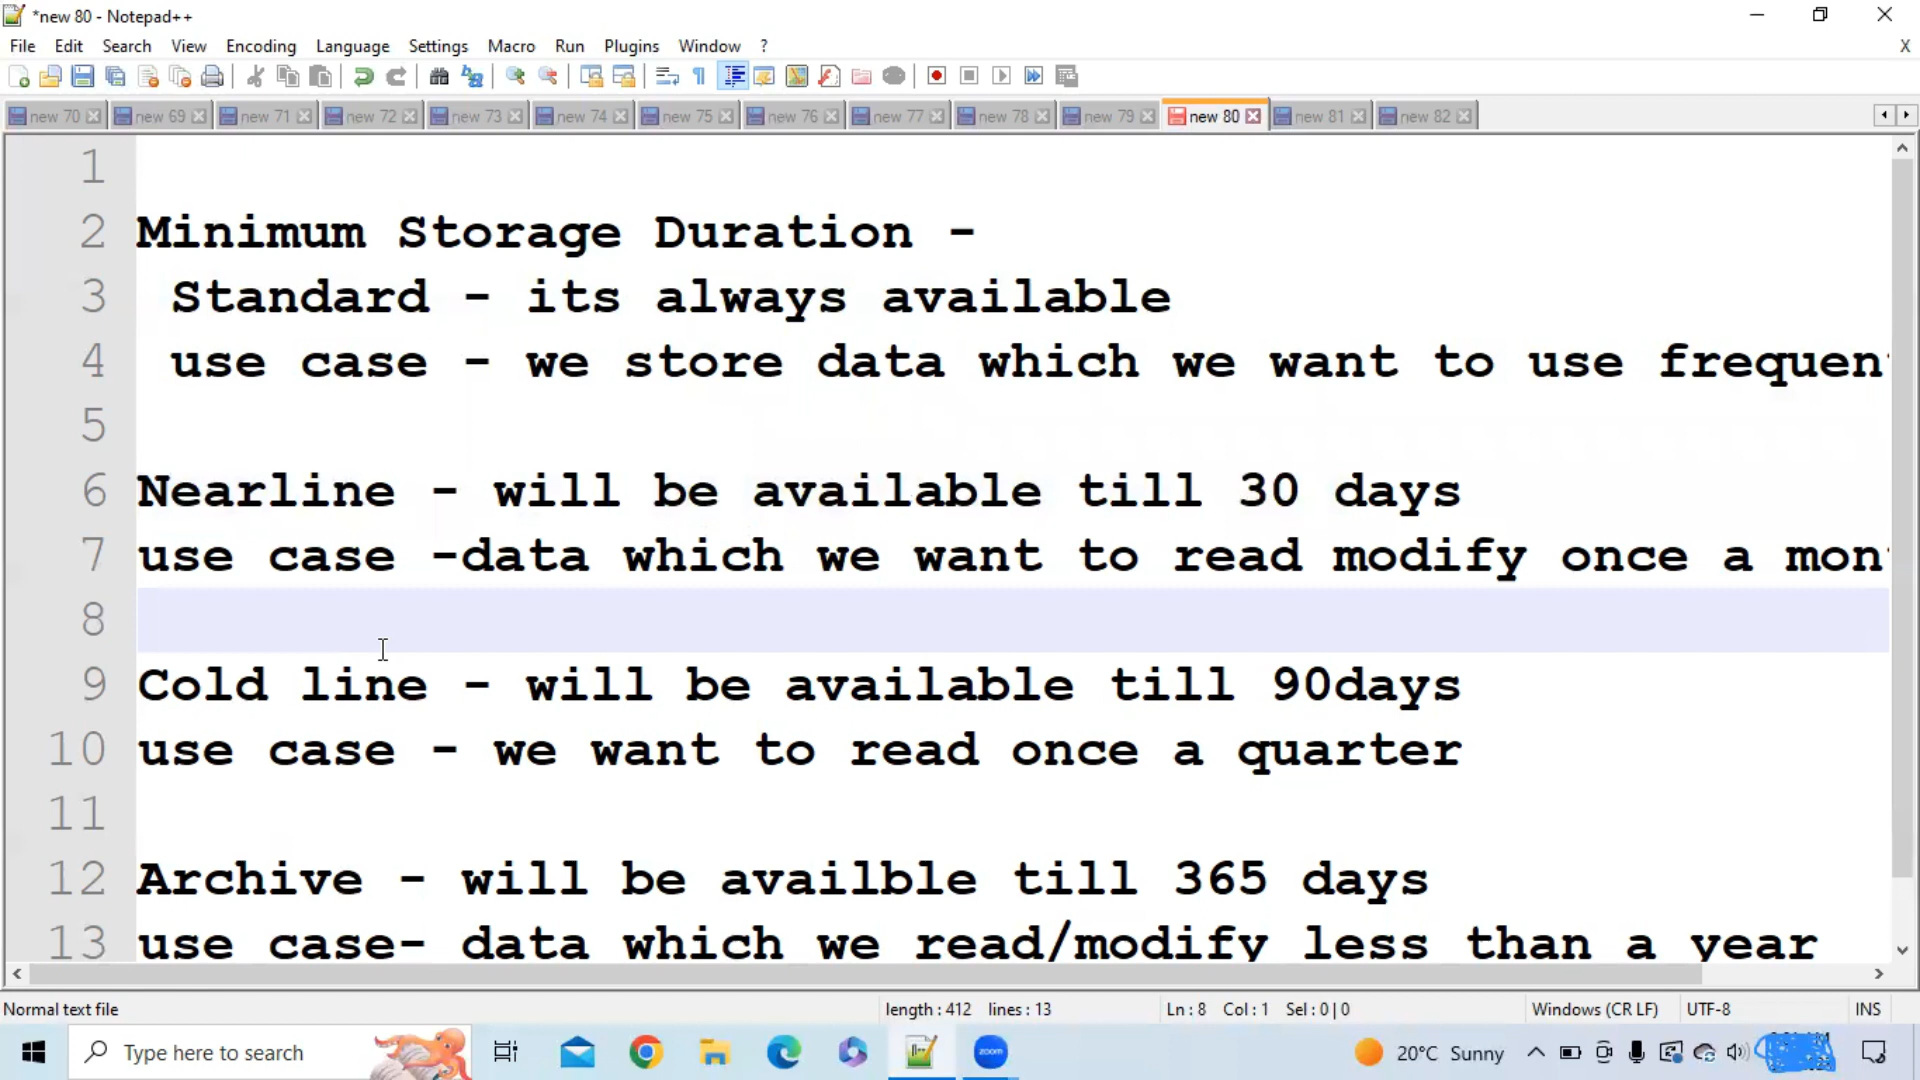 *new 80 - Notepad++
File Edit Search View Encoding Language Settings Macro Run Plugins Window ? X
new 70 new 69 new 71 new 72 new 73 new 74 new 75 new 76 new 77 new 78 new 79 new 80 new 81 new 82
1
2 Minimum Storage Duration -
3 Standard - its always available
4 use case - we store data which we want to use frequen
5
6 Nearline - will be available till 30 days
7 use case -data which we want to read modify once a mon
8
9 Cold line - will be available till 90days
10 use case - we want to read once a quarter
11
12 Archive - will be availble till 365 days
13 use case- data which we read/modify less than a year
Normal text file length : 412 lines : 13 Ln : 8 Col : 1 Sel : 0 | 0 Windows (CR LF) UTF-8 INS
Type here to search zoom 20°C Sunny